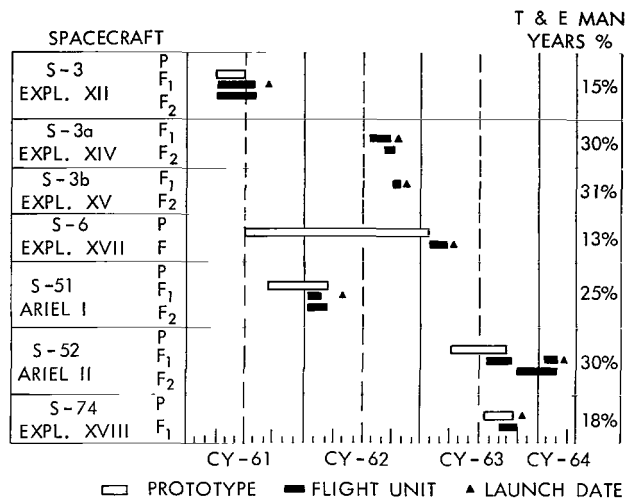 T & E MAN
YEARS %
SPACECRAFT
S-3
EXPL. XII
P
F1
F2
15%
S-3a
EXPL. XIV
F1
F2
30%
S-3b
EXPL. XV
F1
F2
31%
S-6
EXPL. XVII
P
F
13%
S-51
ARIEL I
P
F1
F2
25%
S-52
ARIEL II
P
F1
F2
30%
S-74
EXPL. XVIII
P
F1
18%
CY-61 CY-62 CY-63 CY-64
PROTOTYPE FLIGHT UNIT LAUNCH DATE